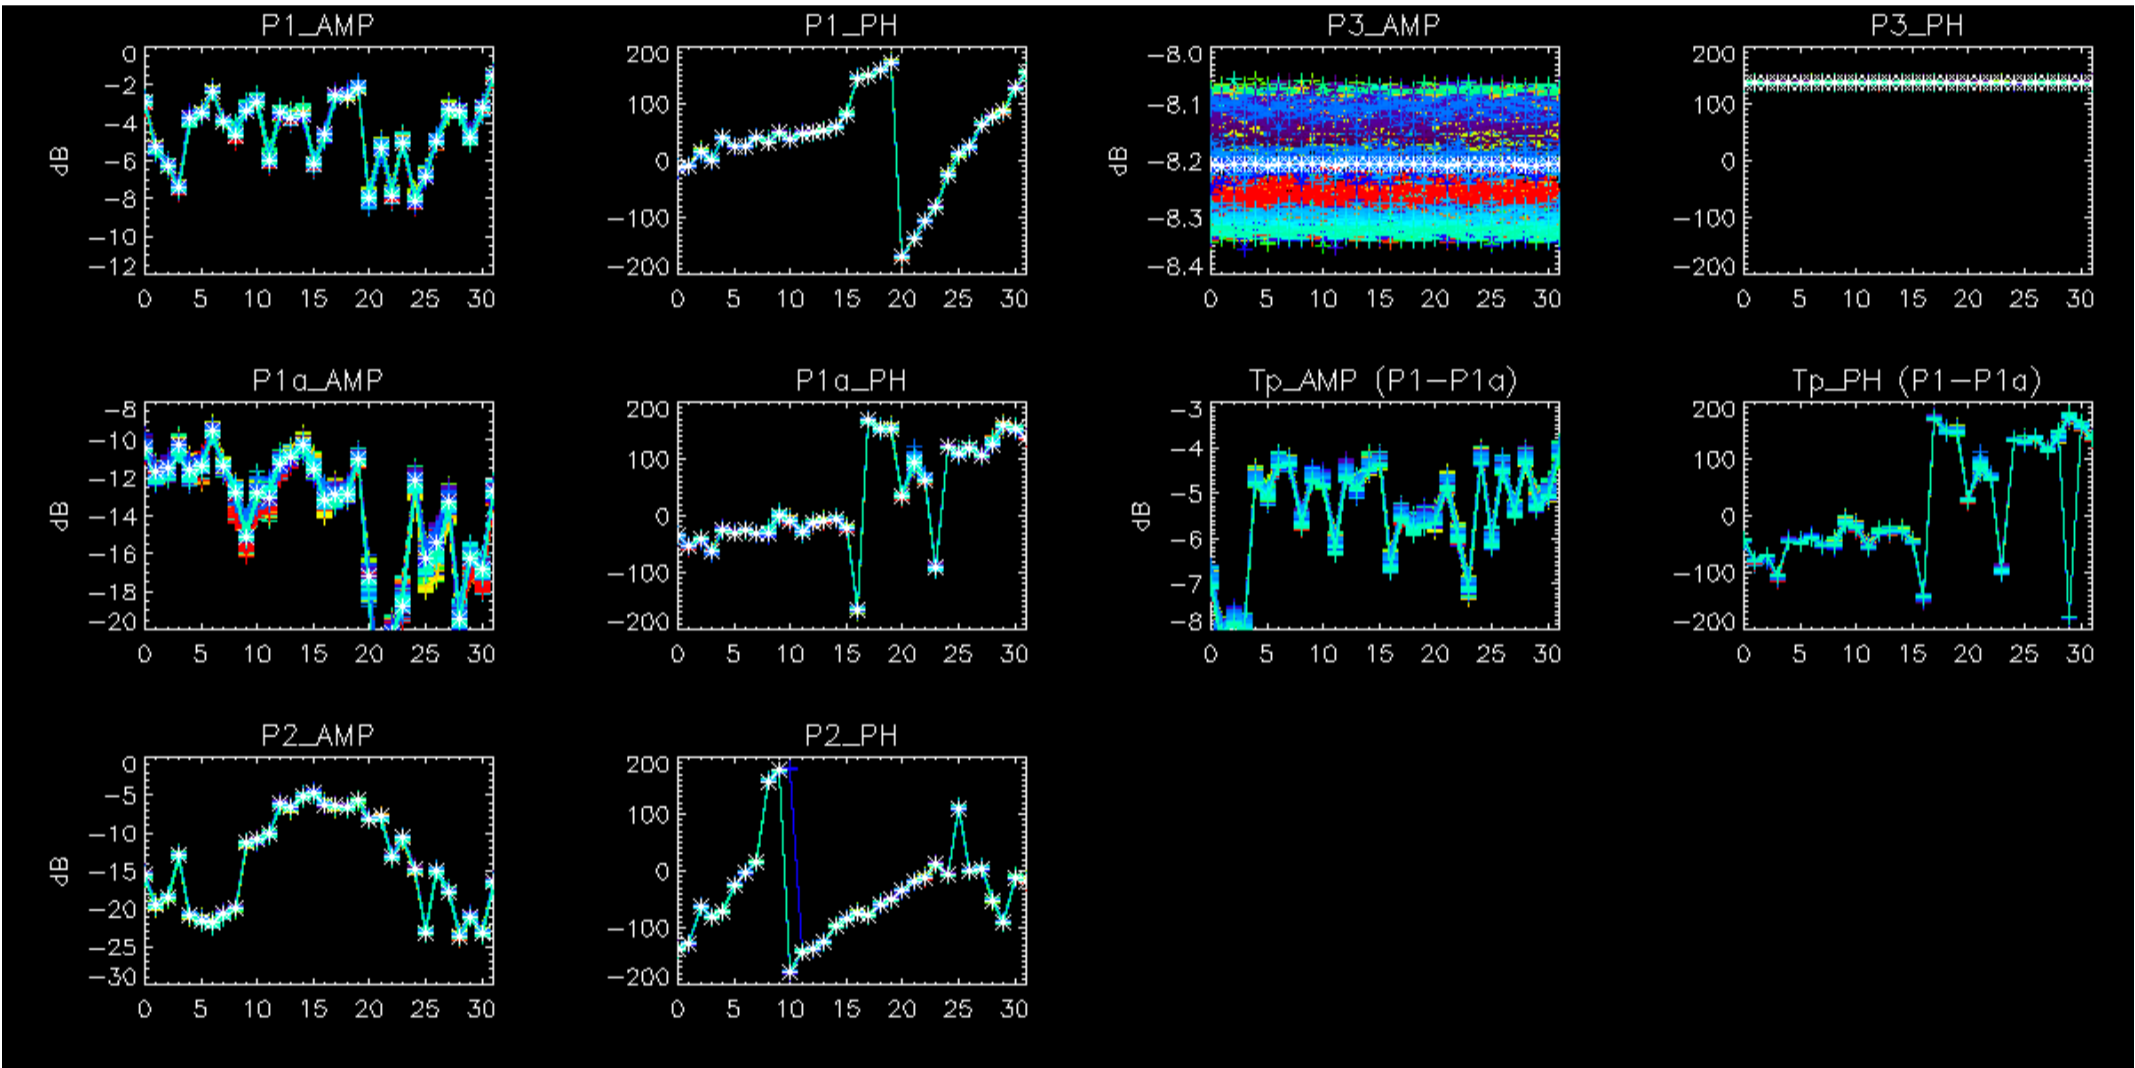 P1_AMP P1_PH P3_AMP P3_PH
0 200 -8.0 200
-2 100 -8.1 100
-4 0 -8.2 0
-6 -100 -8.3 -100
-8 -200 -8.4 -200
-10
-12
dB dB
0 5 10 15 20 25 30 0 5 10 15 20 25 30 0 5 10 15 20 25 30 0 5 10 15 20 25 30
P1a_AMP P1a_PH Tp_AMP (P1-P1a) Tp_PH (P1-P1a)
-8 200 -3 200
-10 100 -4 100
-12 0 -5 0
-14 -100 -6 -100
-16 -200 -7 -200
-18 -8
-20
dB dB
0 5 10 15 20 25 30 0 5 10 15 20 25 30 0 5 10 15 20 25 30 0 5 10 15 20 25 30
P2_AMP P2_PH
0 200
-5 100
-10 0
-15 -100
-20 -200
-25
-30
dB
0 5 10 15 20 25 30 0 5 10 15 20 25 30